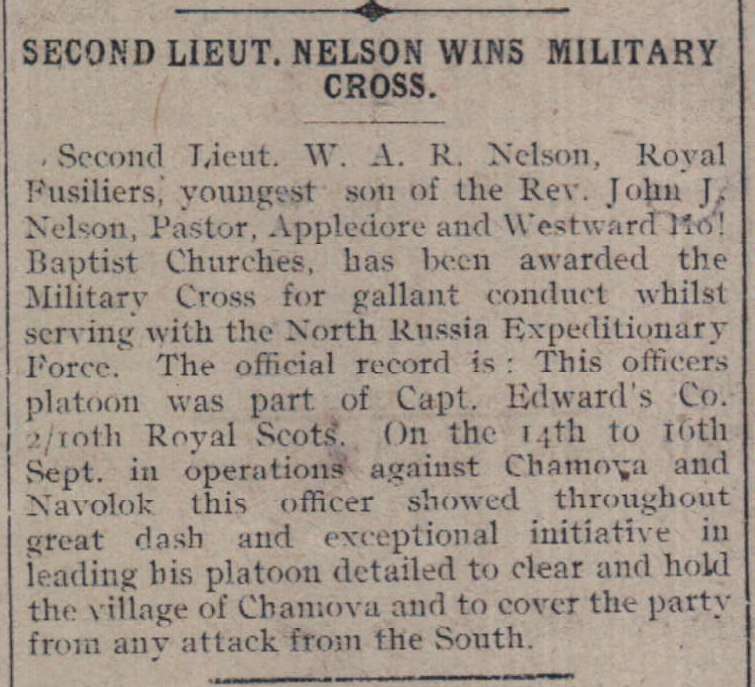 SECOND LIEUT. NELSON WINS MILITARY
CROSS.
Second Lieut. W. A. R. Nelson, Royal
Fusiliers, youngest son of the Rev. John J.
Nelson, Pastor, Appledore and Westward Ho!
Baptist Churches, has been awarded the
Military Cross for gallant conduct whilst
serving with the North Russia Expeditionary
Force. The official record is : This officers
platoon was part of Capt. Edward's Co.
2/10th Royal Scots. On the 14th to 16th
Sept. in operations against Chamova and
Navolok this officer showed throughout
great dash and exceptional initiative in
leading his platoon detailed to clear and hold
the village of Chamova and to cover the party
from any attack from the South.